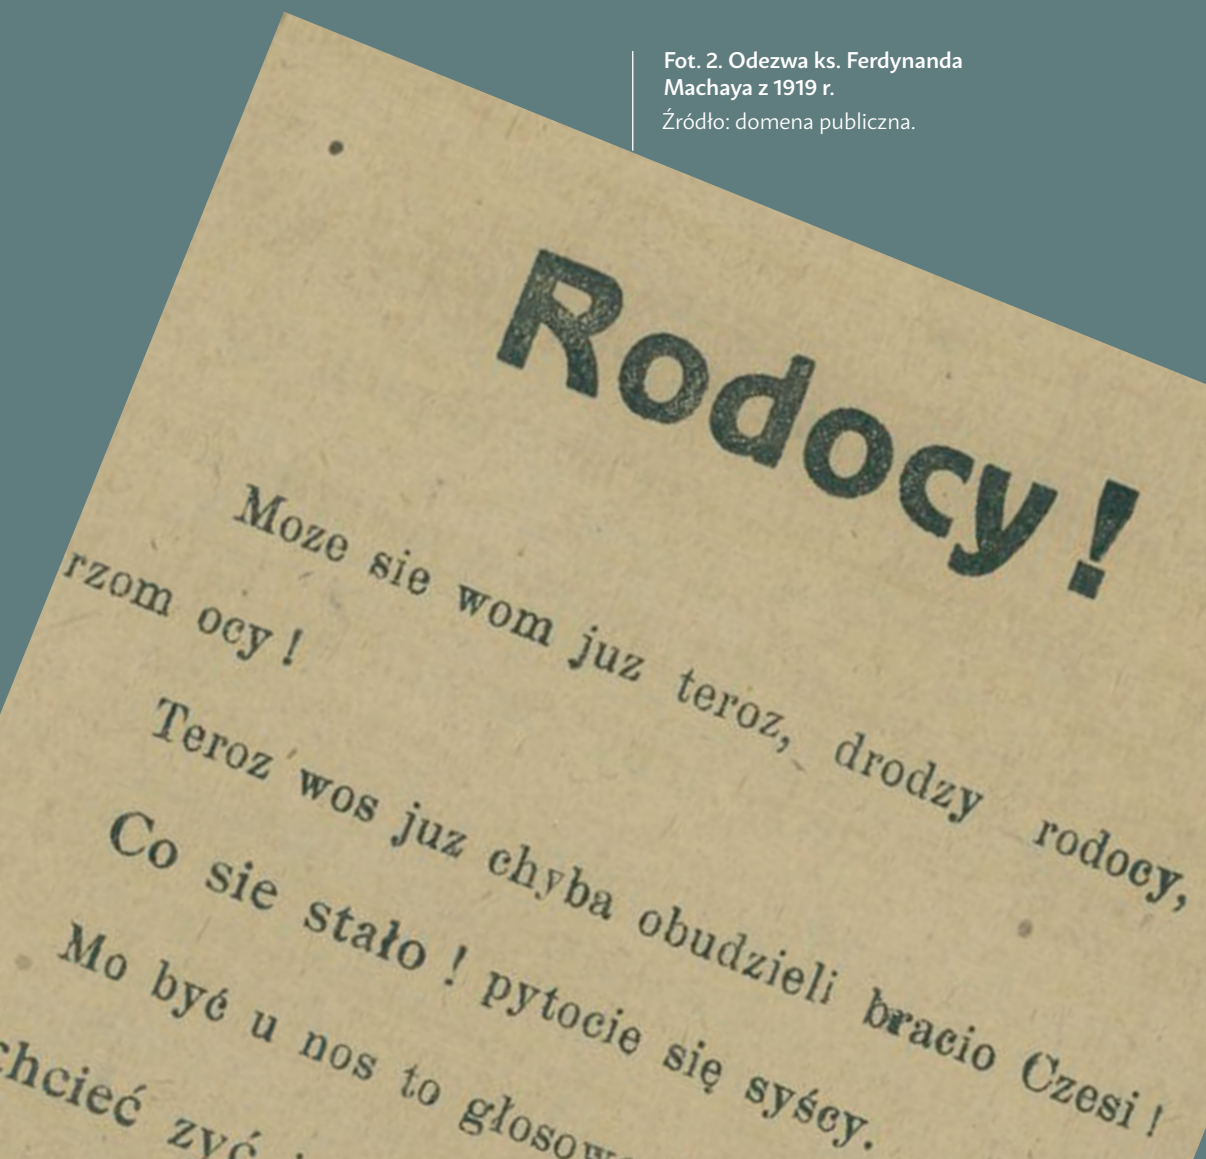 Fot. 2. Odezwa ks. Ferdynanda
Machaya z 1919 r.
Źródło: domena publiczna.
Rodocy!
Moze sie wom juz teroz, drodzy rodocy,
rzom ocy!
Teroz wos juz chyba obudzieli bracio Czesi!
Co sie stało! pytocie się syścy.
Mo być u nos to
chcieć zyć